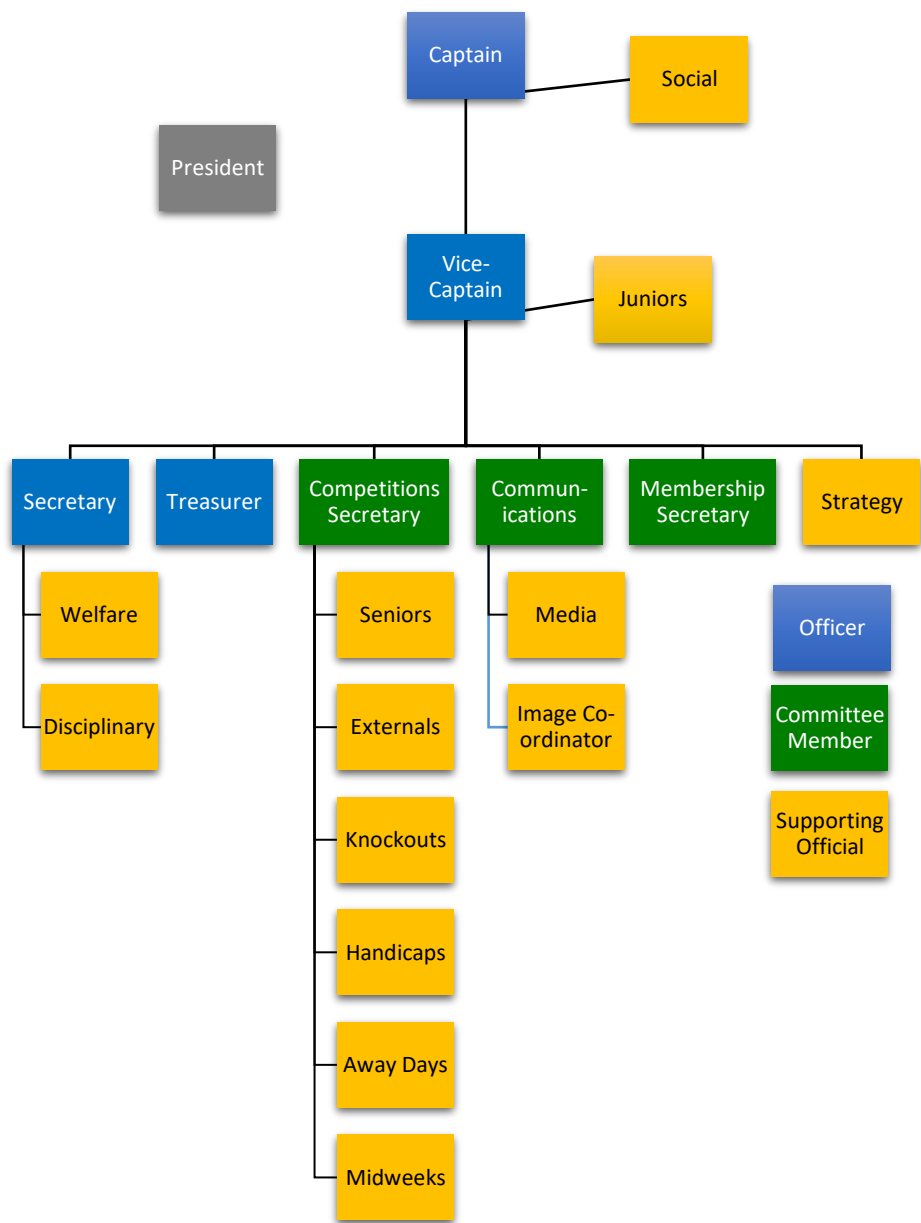 Captain
Social
President
Vice-
Captain
Juniors
Secretary
Treasurer
Competitions
Secretary
Commun-
ications
Membership
Secretary
Strategy
Welfare
Seniors
Media
Officer
Disciplinary
Externals
Image Co-
ordinator
Committee
Member
Knockouts
Supporting
Official
Handicaps
Away Days
Midweeks